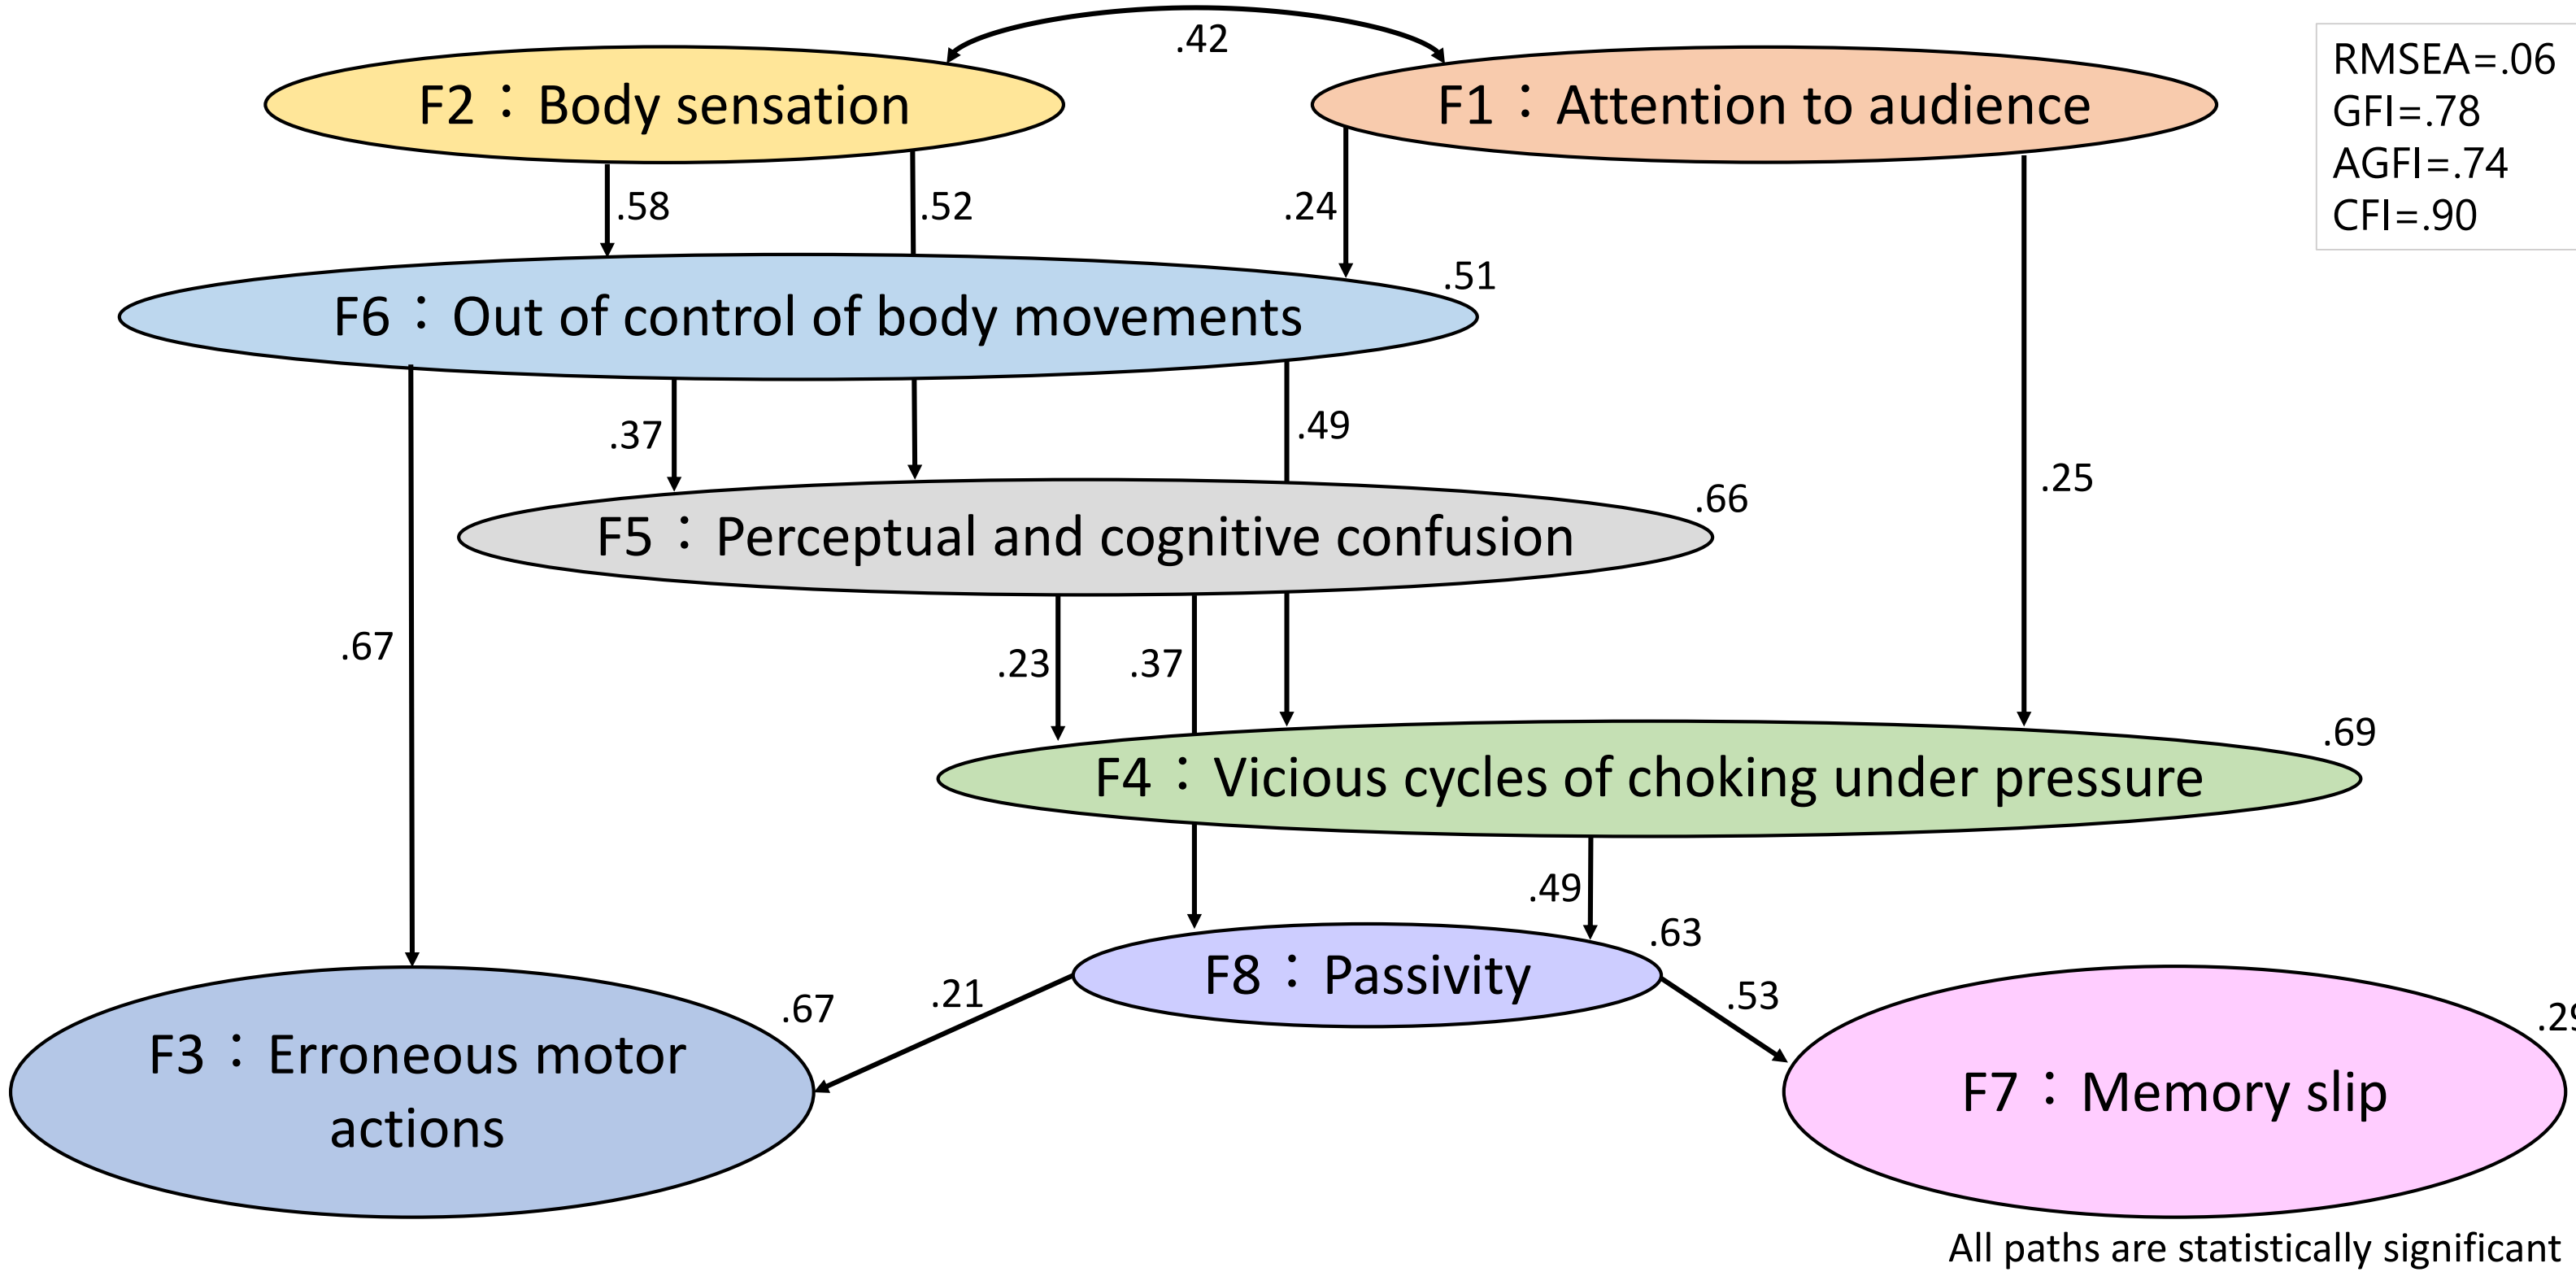 .42
RMSEA=.06
GFI=.78
AGFI=.74
CFI=.90
F2：Body sensation
F1：Attention to audience
.58
.52
.24
.51
F6：Out of control of body movements
.37
.49
.25
.66
F5：Perceptual and cognitive confusion
.67
.23
.37
.69
F4：Vicious cycles of choking under pressure
.49
.63
F8：Passivity
.21
.53
.67
.29
F3：Erroneous motor
actions
F7：Memory slip
All paths are statistically significant